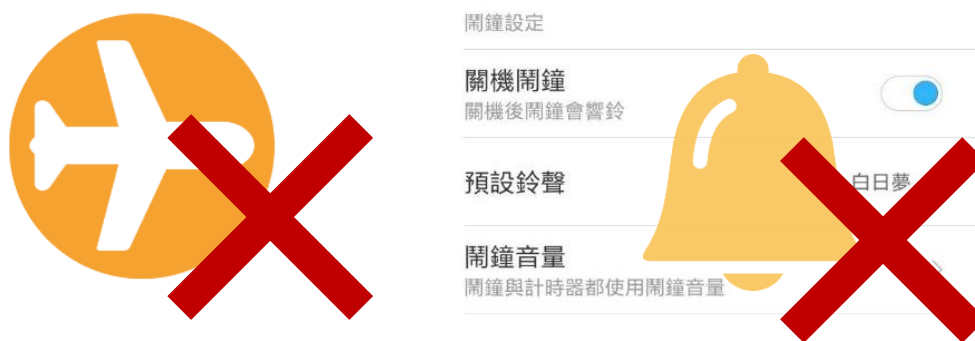 鬧鐘設定
關機鬧鐘
關機後鬧鐘會響鈴
預設鈴聲
白日夢
鬧鐘音量
鬧鐘與計時器都使用鬧鐘音量